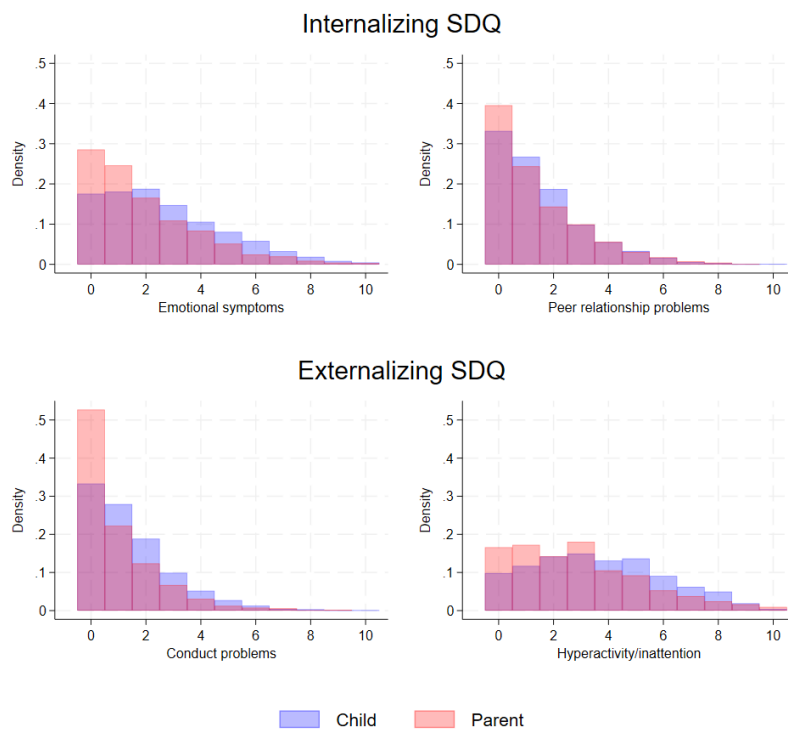 Internalizing SDQ
.5 .5
.4 .4
.3 .3
.2 .2
.1 .1
0 0
Density Density
0 2 4 6 8 10 0 2 4 6 8 10
Emotional symptoms Peer relationship problems
Externalizing SDQ
.5 .5
.4 .4
.3 .3
.2 .2
.1 .1
0 0
Density Density
0 2 4 6 8 10 0 2 4 6 8 10
Conduct problems Hyperactivity/inattention
Child Parent